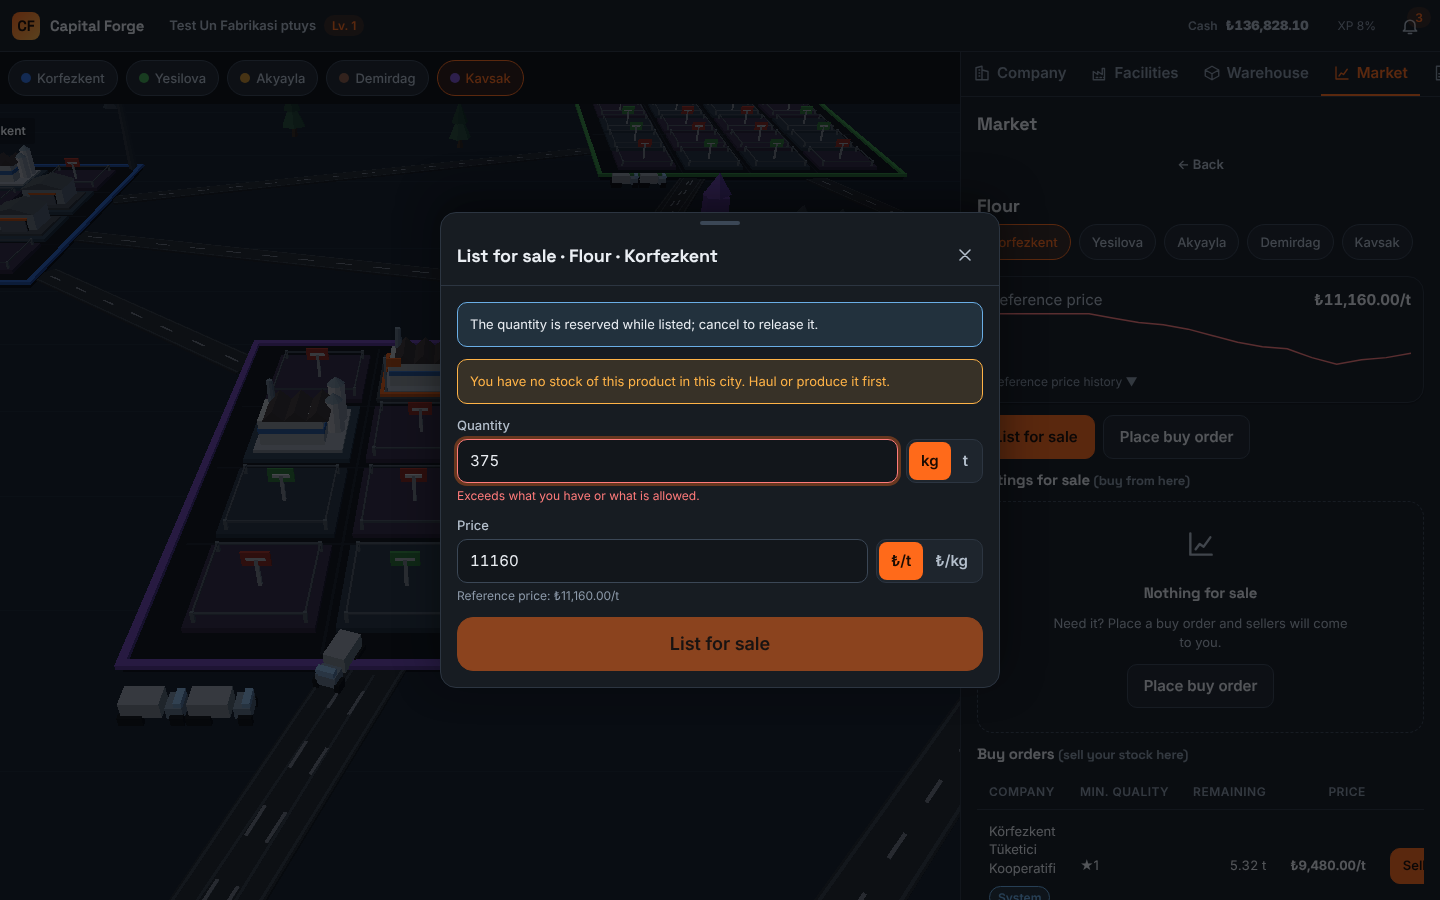 CF Capital Forge Test Un Fabrikasi ptuys Lv. 1 Cash ₺136,828.10 XP 8% 3
Korfezkent Yesilova Akyayla Demirdag Kavsak
Company Facilities Warehouse Market
kent
Market
← Back
Flour
orfezkent Yesilova Akyayla Demirdag Kavsak
eference price ₺11,160.00/t
eference price history ▼
List for sale Place buy order
tings for sale (buy from here)
Nothing for sale
Need it? Place a buy order and sellers will come
to you.
Place buy order
Buy orders (sell your stock here)
COMPANY MIN. QUALITY REMAINING PRICE
Körfezkent
Tüketici
Kooperatifi
★1 5.32 t ₺9,480.00/t Sell
System
List for sale · Flour · Korfezkent
The quantity is reserved while listed; cancel to release it.
You have no stock of this product in this city. Haul or produce it first.
Quantity
375 kg t
Exceeds what you have or what is allowed.
Price
11160 ₺/t ₺/kg
Reference price: ₺11,160.00/t
List for sale